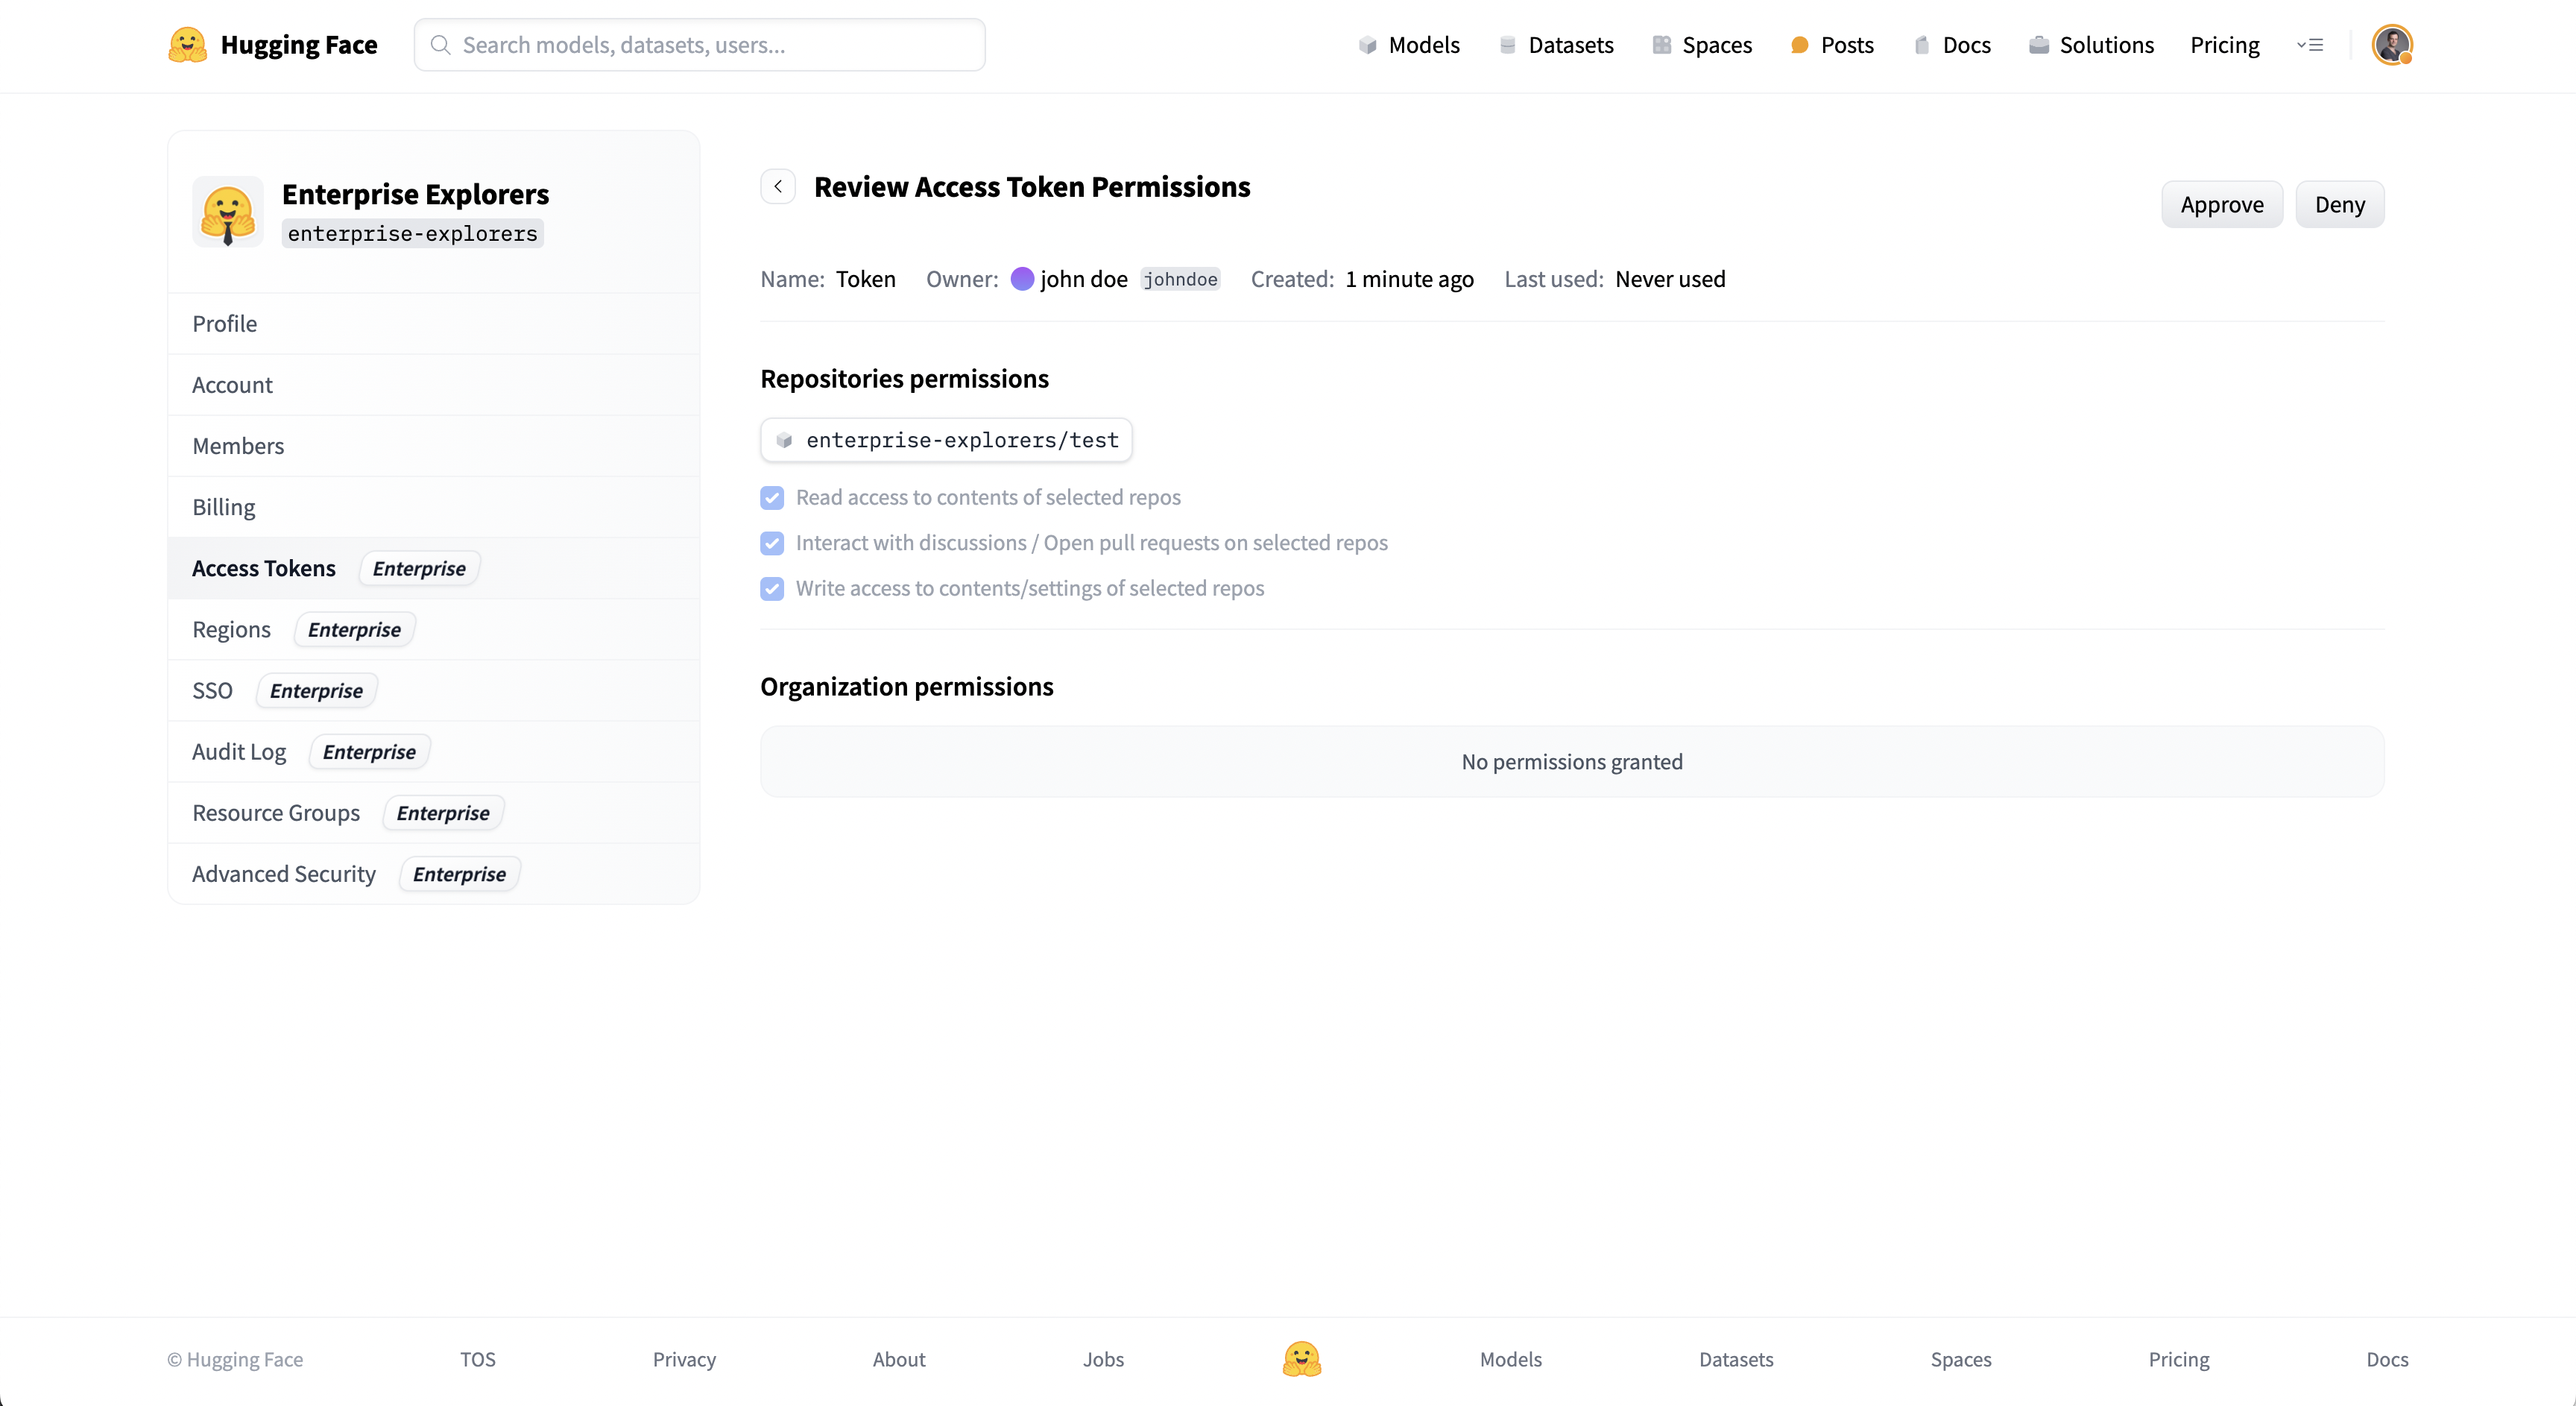 Hugging Face
Search models, datasets, users...
Models
Datasets
Spaces
Posts
Docs
Solutions
Pricing
Enterprise Explorers
enterprise-explorers
Profile
Account
Members
Billing
Access Tokens Enterprise
Regions Enterprise
SSO Enterprise
Audit Log Enterprise
Resource Groups Enterprise
Advanced Security Enterprise
Review Access Token Permissions
Approve
Deny
Name: Token Owner: john doe johndoe Created: 1 minute ago Last used: Never used
Repositories permissions
enterprise-explorers/test
Read access to contents of selected repos
Interact with discussions / Open pull requests on selected repos
Write access to contents/settings of selected repos
Organization permissions
No permissions granted
© Hugging Face
TOS
Privacy
About
Jobs
Models
Datasets
Spaces
Pricing
Docs